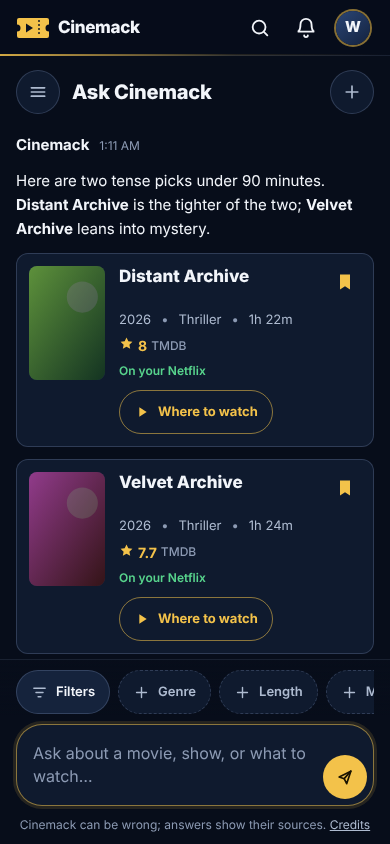 Cinemack
W
Ask Cinemack
Cinemack 1:11 AM
Here are two tense picks under 90 minutes.
Distant Archive is the tighter of the two; Velvet
Archive leans into mystery.
Distant Archive
2026 • Thriller • 1h 22m
8 TMDB
On your Netflix
Where to watch
Velvet Archive
2026 • Thriller • 1h 24m
7.7 TMDB
On your Netflix
Where to watch
Filters Genre Length M
Ask about a movie, show, or what to
watch...
Cinemack can be wrong; answers show their sources. Credits